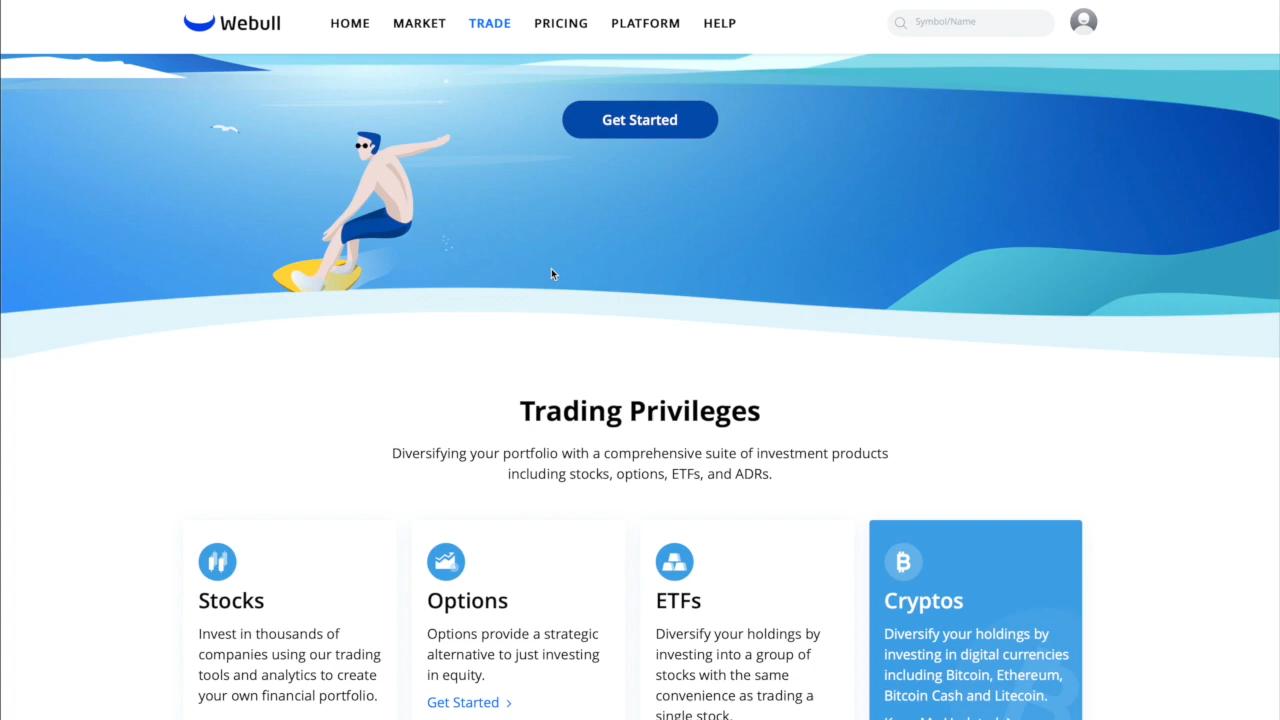 Webull
HOME
MARKET
TRADE
PRICING
PLATFORM
HELP
Symbol/Name
Get Started
Trading Privileges
Diversifying your portfolio with a comprehensive suite of investment products
including stocks, options, ETFs, and ADRs.
Stocks
Invest in thousands of
companies using our trading
tools and analytics to create
your own financial portfolio.
Options
Options provide a strategic
alternative to just investing
in equity.
Get Started >
ETFs
Diversify your holdings by
investing into a group of
stocks with the same
convenience as trading a
single stock.
Cryptos
Diversify your holdings by
investing in digital currencies
including Bitcoin, Ethereum,
Bitcoin Cash and Litecoin.